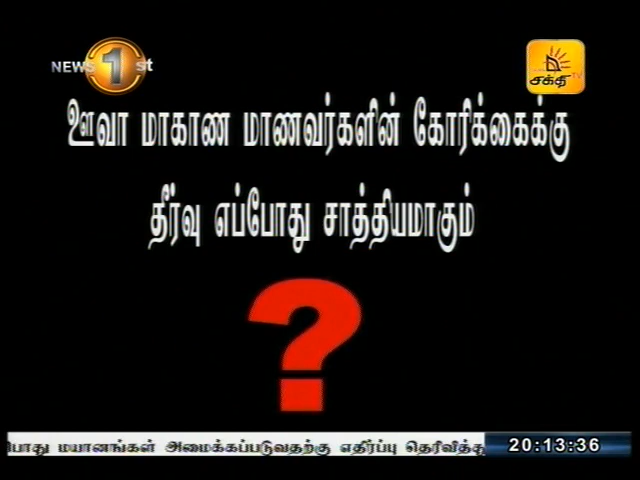 NEWS 1st
சக்தி TV
ஊவா மாகாண மாணவர்களின் கோரிக்கைக்கு
தீர்வு எப்போது சாத்தியமாகும்
?
மயானங்கள் அமைக்கப்படுவதற்கு எதிர்ப்பு தெரிவித்து
20:13:36